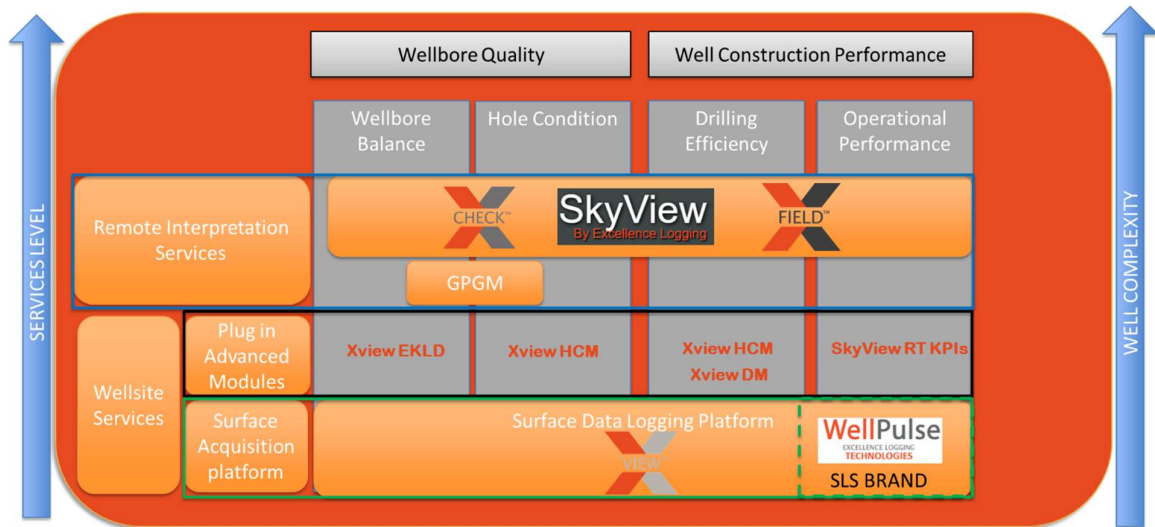 Wellbore Quality
Well Construction Performance
Wellbore
Balance
Hole Condition
Drilling
Efficiency
Operational
Performance
SERVICES LEVEL
WELL COMPLEXITY
Remote Interpretation
Services
CHECK™
SkyView
By Excellence Logging
FIELD™
GPGM
Wellsite
Services
Plug in
Advanced
Modules
Xview EKLD
Xview HCM
Xview HCM
Xview DM
SkyView RT KPIs
Surface
Acquisition
platform
Surface Data Logging Platform
VIEW
WellPulse
EXCELLENCE LOGGING
TECHNOLOGIES
SLS BRAND